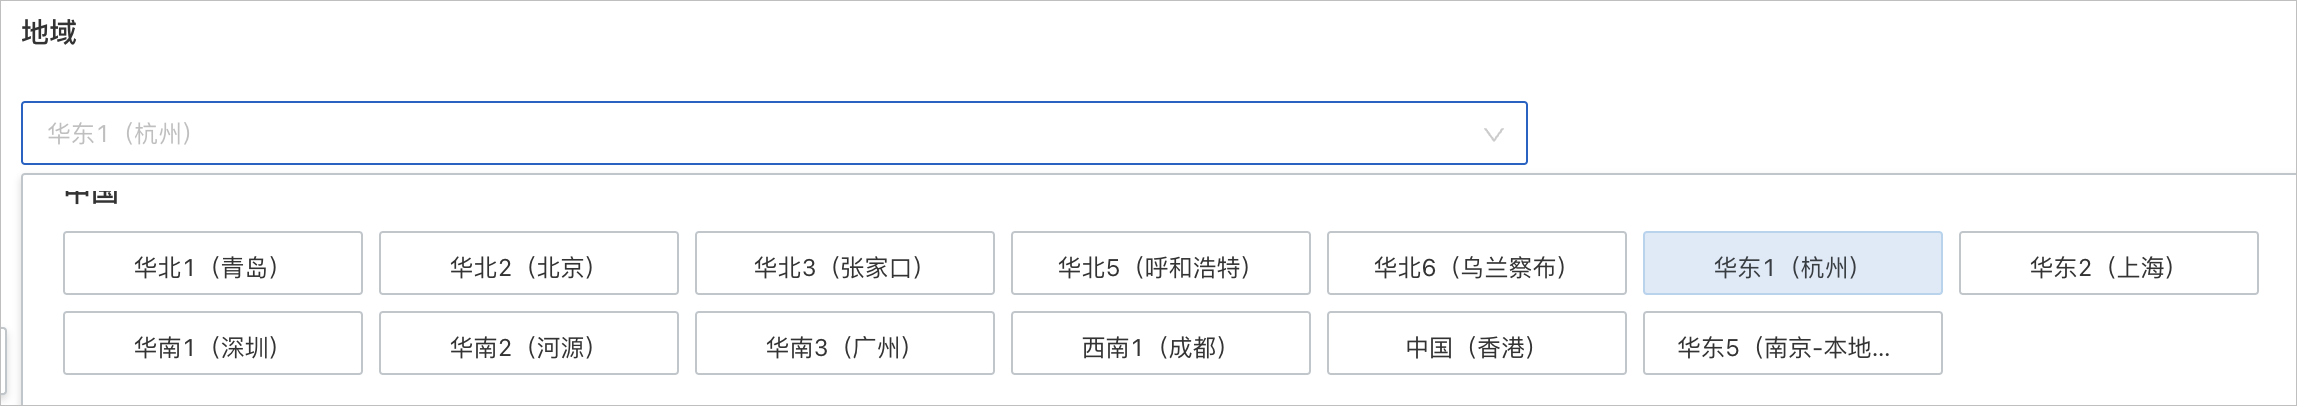 地域
华东1（杭州）
中国
华北1（青岛） 华北2（北京） 华北3（张家口） 华北5（呼和浩特） 华北6（乌兰察布） 华东1（杭州） 华东2（上海）
华南1（深圳） 华南2（河源） 华南3（广州） 西南1（成都） 中国（香港） 华东5（南京-本地...